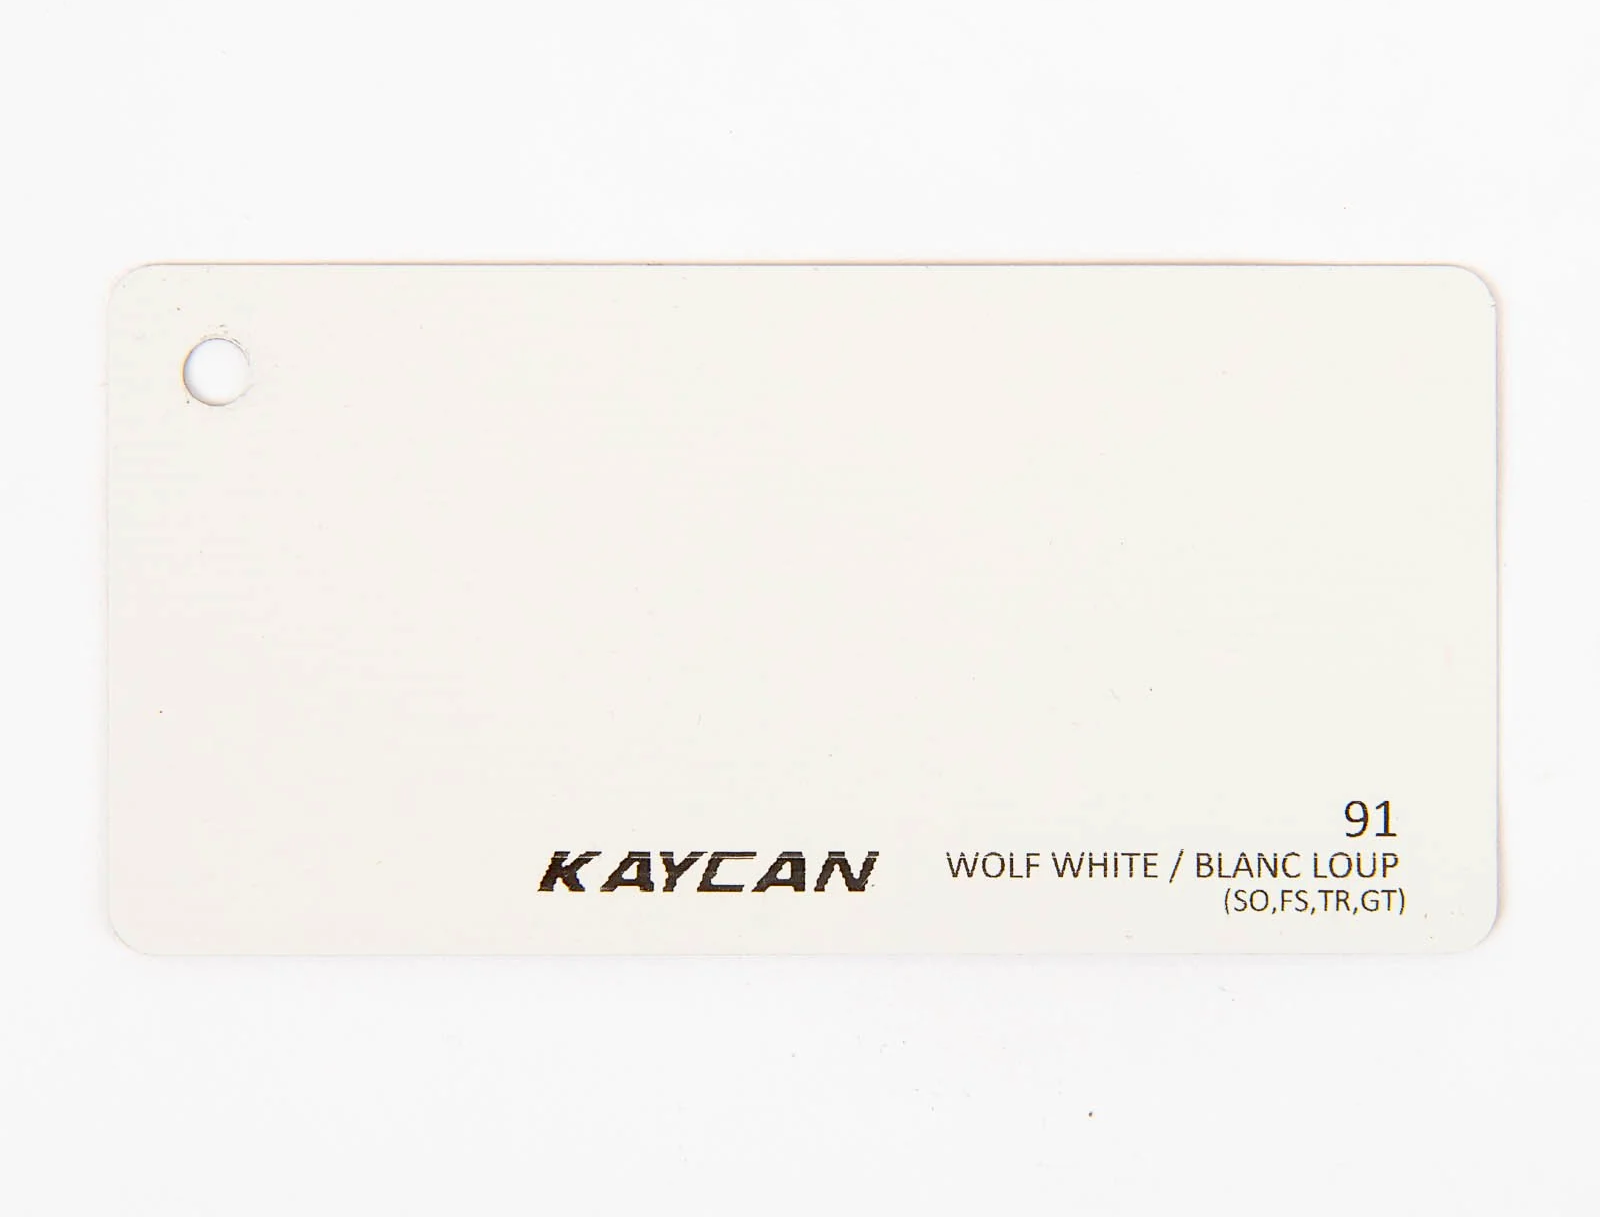 91
KAYCAN
WOLF WHITE / BLANC LOUP
(SO,FS,TR,GT)